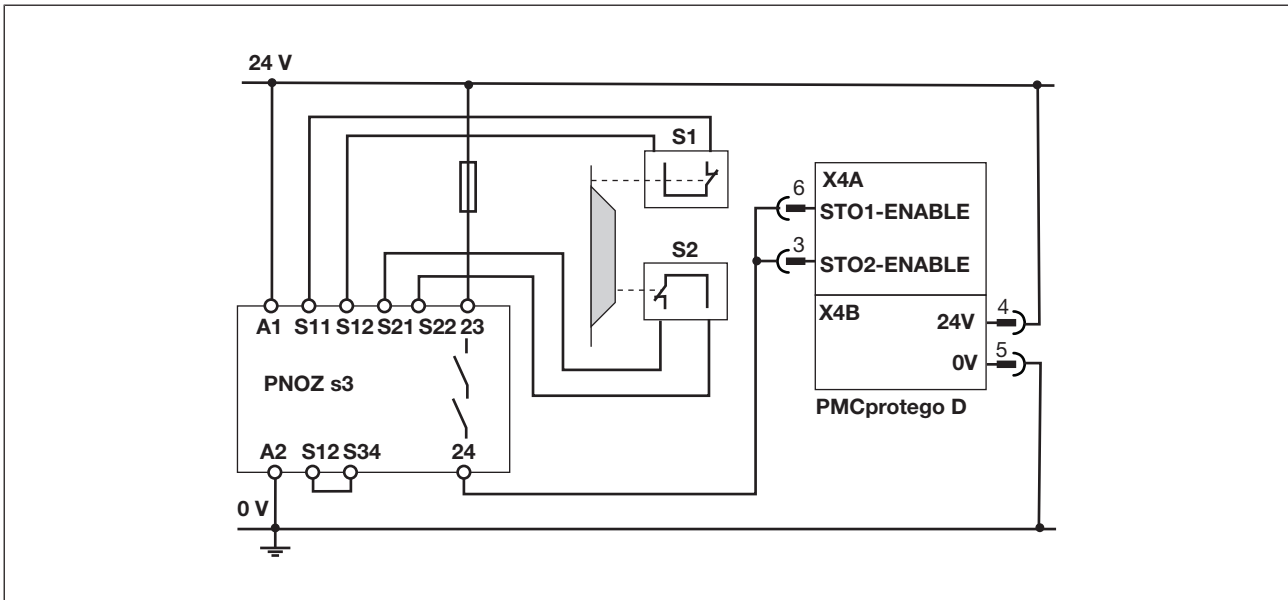 24 V
S1
X4A
6
STO1-ENABLE
3
STO2-ENABLE
S2
X4B
4
24V
5
0V
PMCprotego D
A1 S11 S12 S21 S22 23
PNOZ s3
A2 S12 S34 24
0 V